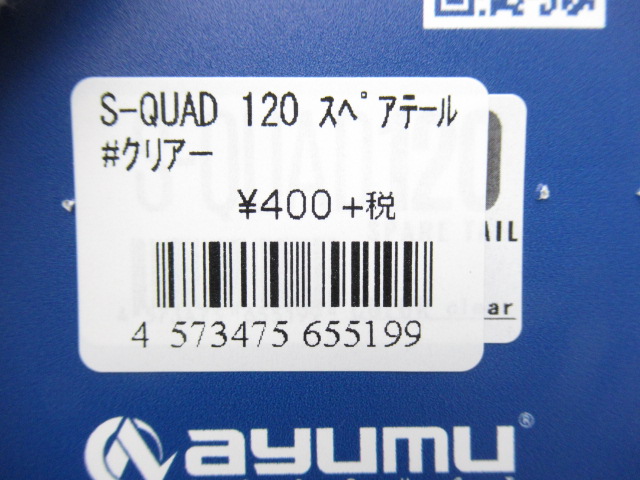 S-QUAD 120 スペアテール
#クリアー
¥400+税
4 573475 655199
S-QUAD120
SPARE TAIL
clear
ayumu®